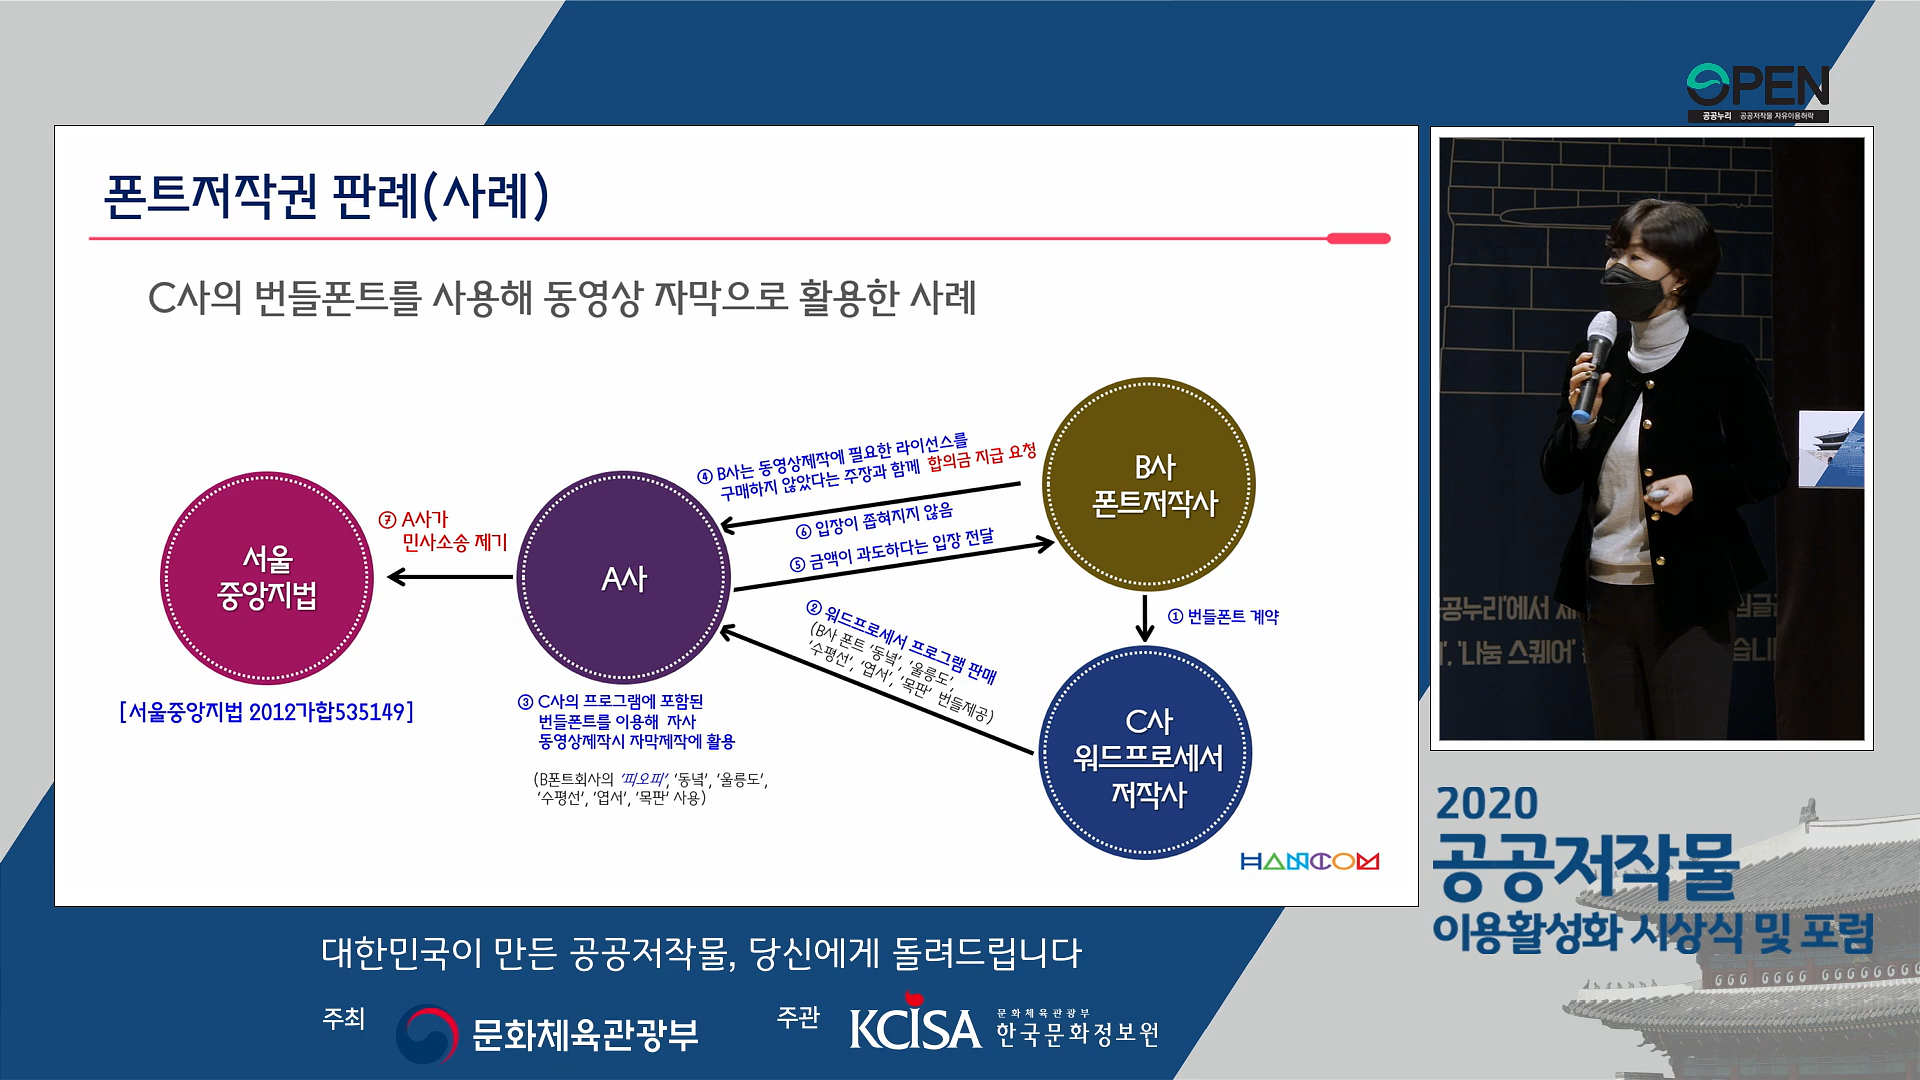 OPEN
공공누리 공공저작물 자유이용허락
폰트저작권 판례(사례)
C사의 번들폰트를 사용해 동영상 자막으로 활용한 사례
④ B사는 동영상제작에 필요한 라이선스를
구매하지 않았다는 주장과 함께 합의금 지급 요청
⑥ 입장이 좁혀지지 않음
⑤ 금액이 과도하다는 입장 전달
B사
폰트저작사
⑦ A사가
민사소송 제기
서울
중앙지법
A사
① 번들폰트 계약
② 워드프로세서 프로그램 판매
(B사 폰트 '동녘', '울릉도',
'수평선', '엽서', '목판' 번들제공)
[서울중앙지법 2012가합535149]
③ C사의 프로그램에 포함된
번들폰트를 이용해 자사
동영상제작시 자막제작에 활용
(B폰트회사의 '피오피', '동녘', '울릉도',
'수평선', '엽서', '목판' 사용)
C사
워드프로세서
저작사
HANCOM
공누리'에서
'나눔 스퀘어'
2020
공공저작물
이용활성화 시상식 및 포럼
대한민국이 만든 공공저작물, 당신에게 돌려드립니다
주최
문화체육관광부
주관
KCISA
문화체육관광부
한국문화정보원